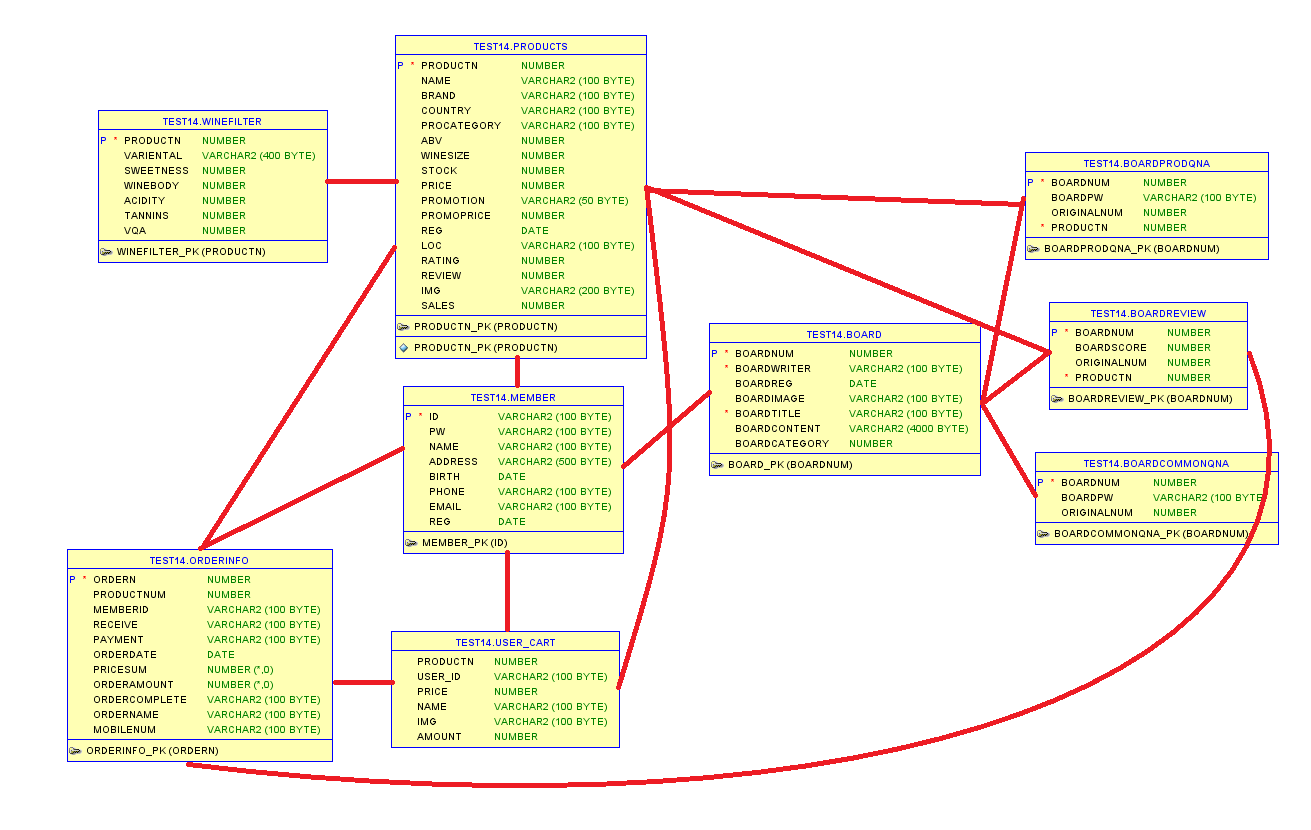 TEST14.PRODUCTS
P * PRODUCTN NUMBER
NAME VARCHAR2 (100 BYTE)
BRAND VARCHAR2 (100 BYTE)
COUNTRY VARCHAR2 (100 BYTE)
PROCATEGORY VARCHAR2 (100 BYTE)
ABV NUMBER
WINESIZE NUMBER
STOCK NUMBER
PRICE NUMBER
PROMOTION VARCHAR2 (50 BYTE)
PROMOPRICE NUMBER
REG DATE
LOC VARCHAR2 (100 BYTE)
RATING NUMBER
REVIEW NUMBER
IMG VARCHAR2 (200 BYTE)
SALES NUMBER
PRODUCTN_PK (PRODUCTN)
PRODUCTN_PK (PRODUCTN)
TEST14.WINEFILTER
P * PRODUCTN NUMBER
VARIENTAL VARCHAR2 (400 BYTE)
SWEETNESS NUMBER
WINEBODY NUMBER
ACIDITY NUMBER
TANNINS NUMBER
VQA NUMBER
WINEFILTER_PK (PRODUCTN)
TEST14.BOARDPRODQNA
P * BOARDNUM NUMBER
BOARDPW VARCHAR2 (100 BYTE)
ORIGINALNUM NUMBER
* PRODUCTN NUMBER
BOARDPRODQNA_PK (BOARDNUM)
TEST14.BOARDREVIEW
P * BOARDNUM NUMBER
BOARDSCORE NUMBER
ORIGINALNUM NUMBER
* PRODUCTN NUMBER
BOARDREVIEW_PK (BOARDNUM)
TEST14.BOARD
P * BOARDNUM NUMBER
* BOARDWRITER VARCHAR2 (100 BYTE)
BOARDREG DATE
BOARDIMAGE VARCHAR2 (100 BYTE)
* BOARDTITLE VARCHAR2 (100 BYTE)
BOARDCONTENT VARCHAR2 (4000 BYTE)
BOARDCATEGORY NUMBER
BOARD_PK (BOARDNUM)
TEST14.MEMBER
P * ID VARCHAR2 (100 BYTE)
PW VARCHAR2 (100 BYTE)
NAME VARCHAR2 (100 BYTE)
ADDRESS VARCHAR2 (500 BYTE)
BIRTH DATE
PHONE VARCHAR2 (100 BYTE)
EMAIL VARCHAR2 (100 BYTE)
REG DATE
MEMBER_PK (ID)
TEST14.BOARDCOMMONQNA
P * BOARDNUM NUMBER
BOARDPW VARCHAR2 (100 BYTE
ORIGINALNUM NUMBER
BOARDCOMMONQNA_PK (BOARDNUM)
TEST14.ORDERINFO
P * ORDERN NUMBER
PRODUCTNUM NUMBER
MEMBERID VARCHAR2 (100 BYTE)
RECEIVE VARCHAR2 (100 BYTE)
PAYMENT VARCHAR2 (100 BYTE)
ORDERDATE DATE
PRICESUM NUMBER (*,0)
ORDERAMOUNT NUMBER (*,0)
ORDERCOMPLETE VARCHAR2 (100 BYTE)
ORDERNAME VARCHAR2 (100 BYTE)
MOBILENUM VARCHAR2 (100 BYTE)
ORDERINFO_PK (ORDERN)
TEST14.USER_CART
PRODUCTN NUMBER
USER_ID VARCHAR2 (100 BYTE)
PRICE NUMBER
NAME VARCHAR2 (100 BYTE)
IMG VARCHAR2 (100 BYTE)
AMOUNT NUMBER